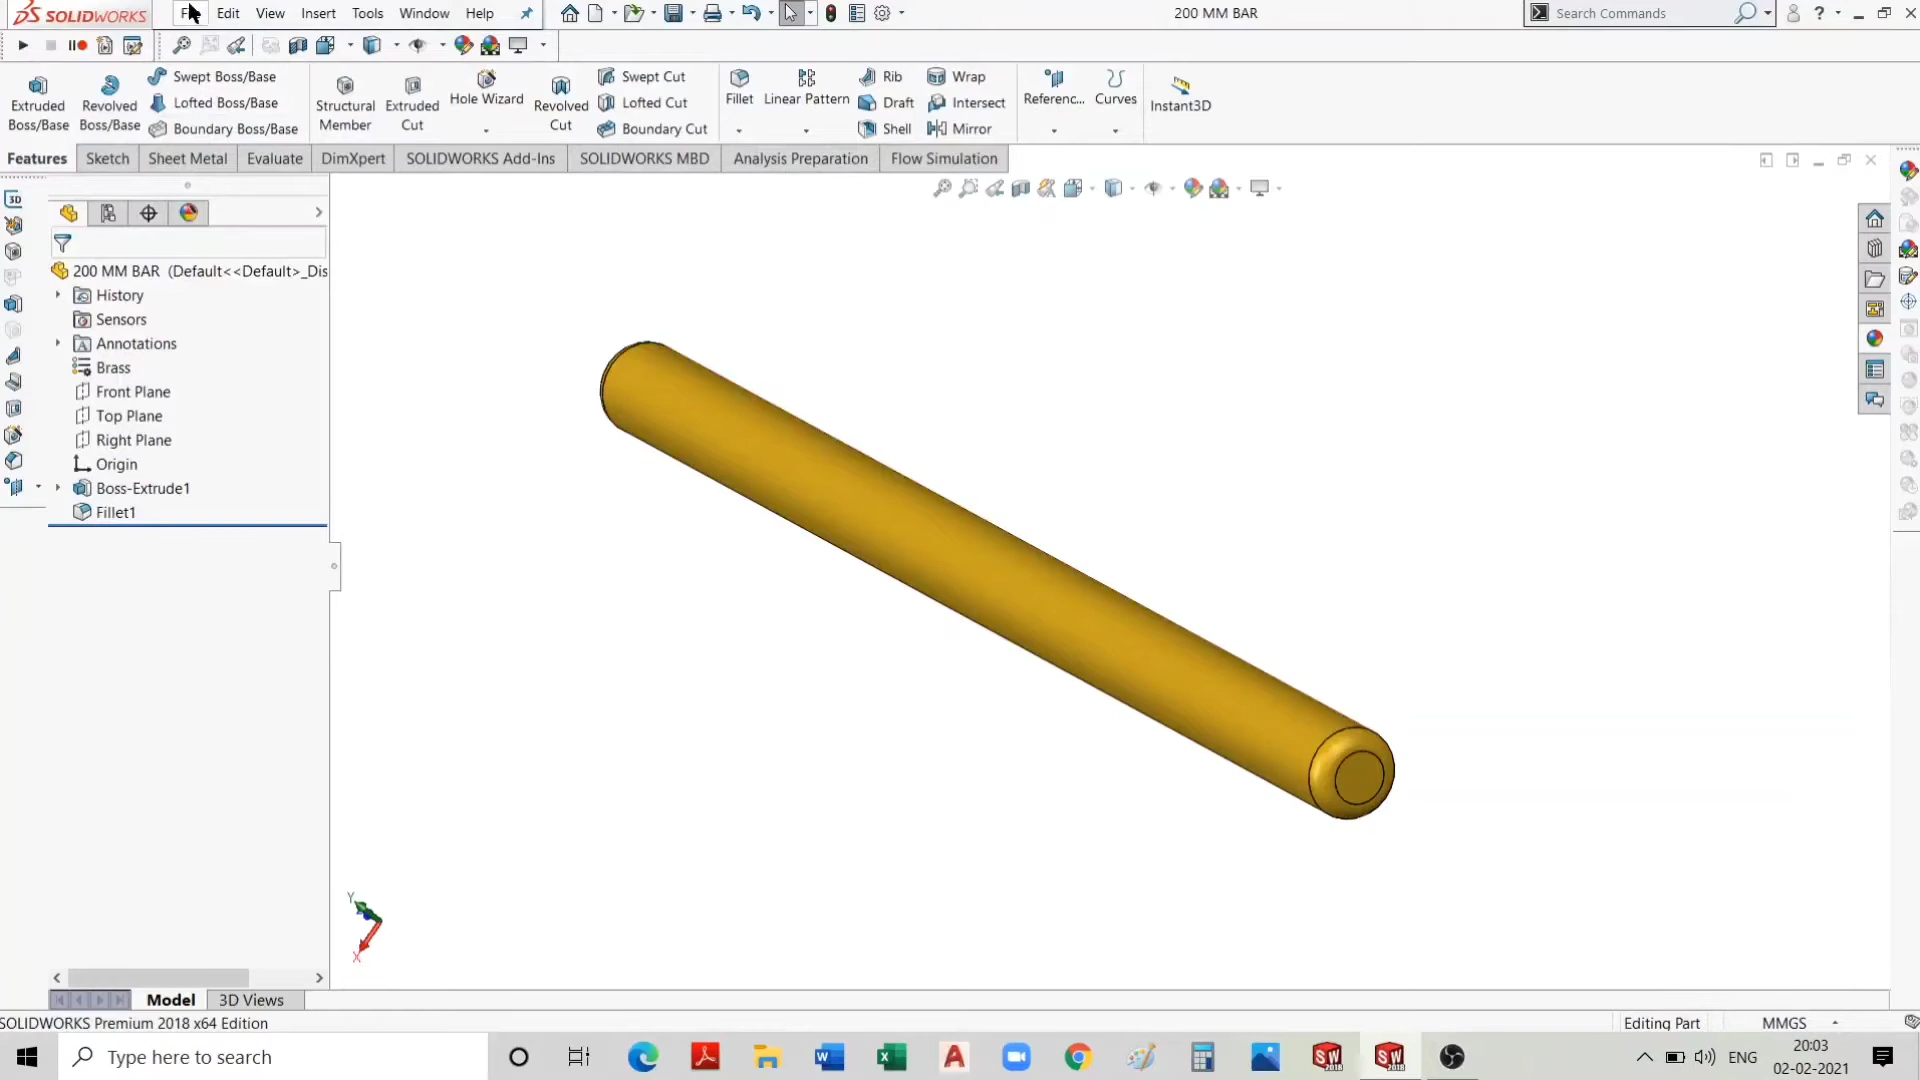 SOLIDWORKS
Edit View Insert Tools Window Help
200 MM BAR
Search Commands
Extruded Boss/Base
Revolved Boss/Base
Swept Boss/Base
Lofted Boss/Base
Boundary Boss/Base
Structural Member
Extruded Cut
Hole Wizard
Revolved Cut
Swept Cut
Lofted Cut
Boundary Cut
Fillet
Linear Pattern
Rib
Draft
Shell
Wrap
Intersect
Mirror
Referenc...
Curves
Instant3D
Features Sketch Sheet Metal Evaluate DimXpert SOLIDWORKS Add-Ins SOLIDWORKS MBD Analysis Preparation Flow Simulation
3D
200 MM BAR (Default<<Default>_Dis
History
Sensors
Annotations
Brass
Front Plane
Top Plane
Right Plane
Origin
Boss-Extrude1
Fillet1
Y
X
Model 3D Views
SOLIDWORKS Premium 2018 x64 Edition
Editing Part
MMGS
Type here to search
ENG
20:03
02-02-2021